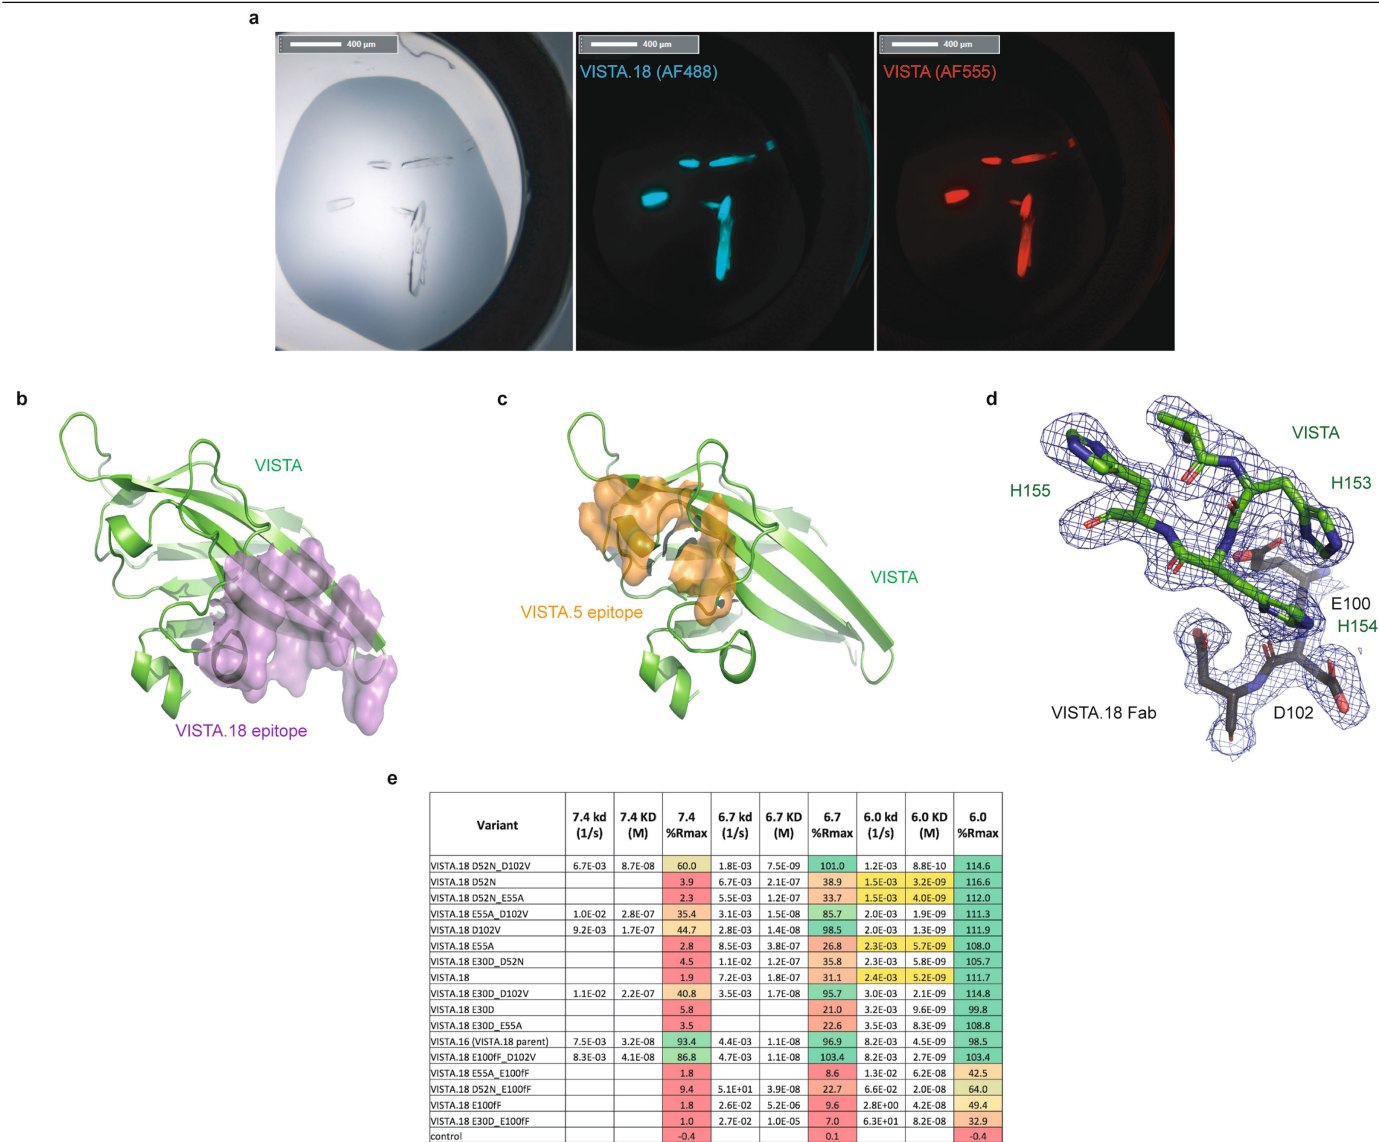 a
400 µm
400 µm
400 µm
VISTA.18 (AF488)
VISTA (AF555)
b
c
d
VISTA
VISTA.18 epitope
VISTA.5 epitope
VISTA
VISTA
H155
H153
E100
H154
VISTA.18 Fab
D102
e
Variant 7.4 kd (1/s) 7.4 KD (M) 7.4 %Rmax 6.7 kd (1/s) 6.7 KD (M) 6.7 %Rmax 6.0 kd (1/s) 6.0 KD (M) 6.0 %Rmax
VISTA.18 D52N_D102V 6.7E-03 8.7E-08 60.0 1.8E-03 7.5E-09 101.0 1.2E-03 8.8E-10 114.6
VISTA.18 D52N 3.9 6.7E-03 2.1E-07 38.9 1.5E-03 3.2E-09 116.6
VISTA.18 D52N_E55A 2.3 5.5E-03 1.2E-07 33.7 1.5E-03 4.0E-09 112.0
VISTA.18 E55A_D102V 1.0E-02 2.8E-07 35.4 3.1E-03 1.5E-08 85.7 2.0E-03 1.9E-09 111.3
VISTA.18 D102V 9.2E-03 1.7E-07 44.7 2.8E-03 1.4E-08 98.5 2.0E-03 1.3E-09 111.9
VISTA.18 E55A 2.8 8.5E-03 3.8E-07 26.8 2.3E-03 5.7E-09 108.0
VISTA.18 E30D_D52N 4.5 1.1E-02 1.2E-07 35.8 2.3E-03 5.8E-09 105.7
VISTA.18 1.9 7.2E-03 1.8E-07 31.1 2.4E-03 5.2E-09 111.7
VISTA.18 E30D_D102V 1.1E-02 2.2E-07 40.8 3.5E-03 1.7E-08 95.7 3.0E-03 2.1E-09 114.8
VISTA.18 E30D 5.8 21.0 3.2E-03 9.6E-09 99.8
VISTA.18 E30D_E55A 3.5 22.6 3.5E-03 8.3E-09 108.8
VISTA.16 (VISTA.18 parent) 7.5E-03 3.2E-08 93.4 4.4E-03 1.1E-08 96.9 8.2E-03 4.5E-09 98.5
VISTA.18 E100fF_D102V 8.3E-03 4.1E-08 86.8 4.7E-03 1.1E-08 103.4 8.2E-03 2.7E-09 103.4
VISTA.18 E55A_E100fF 1.8 8.6 1.3E-02 6.2E-08 42.5
VISTA.18 D52N_E100fF 9.4 5.1E+01 3.9E-08 22.7 6.6E-02 2.0E-08 64.0
VISTA.18 E100fF 1.8 2.6E-02 5.2E-06 9.6 2.8E+00 4.2E-08 49.4
VISTA.18 E30D_E100fF 1.0 2.7E-02 1.0E-05 7.0 6.3E+01 8.2E-08 32.9
control -0.4 0.1 -0.4